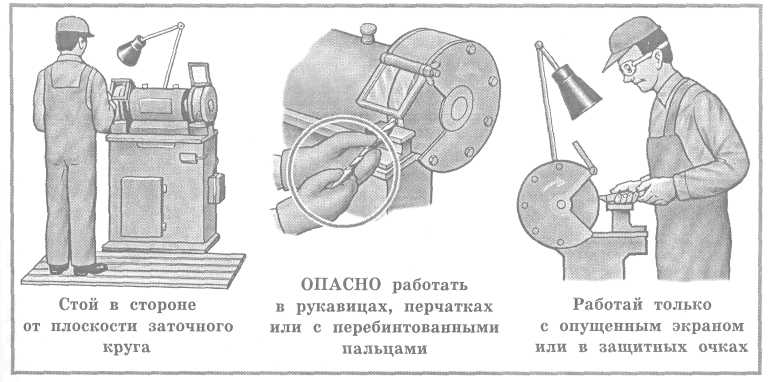 Стой в стороне
от плоскости заточного
круга
ОПАСНО работать
в рукавицах, перчатках
или с перебинтованными
пальцами
Работай только
с опущенным экраном
или в защитных очках